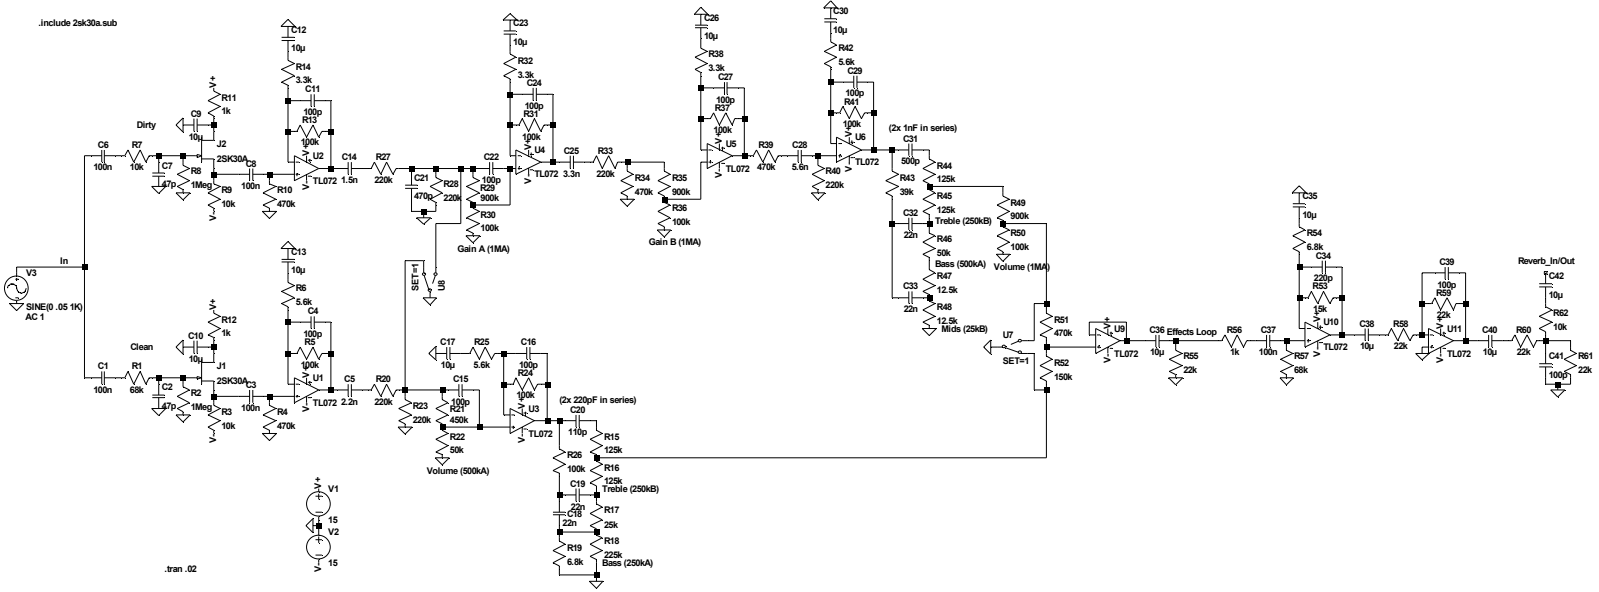 .include 2sk30a.sub
C12
10µ
R14
3.3k
C11
100p
R13
100k
V+
R11
1k
C9
10µ
Dirty
J2
2SK30A
C6
100n
R7
10k
C7
47p
R8
1Meg
R9
10k
V-
C8
100n
R10
470k
U2
TL072
C14
1.5n
R27
220k
C21
470p
R28
220k
R29
900k
R30
100k
Gain A (1MA)
C22
100p
C23
10µ
R32
3.3k
C24
100p
R31
100k
U4
TL072
C25
3.3n
R33
220k
R34
470k
R35
900k
R36
100k
Gain B (1MA)
C26
10µ
R38
3.3k
C27
100p
R37
100k
U5
TL072
R39
470k
C28
5.6n
R40
220k
C30
10µ
R42
5.6k
C29
100p
R41
100k
U6
TL072
(2x 1nF in series)
C31
500p
R44
125k
R43
39k
R45
125k
Treble (250kB)
C32
22n
R46
50k
Bass (500kA)
R47
12.5k
C33
22n
R48
12.5k
Mids (25kB)
R49
900k
R50
100k
Volume (1MA)
In
V3
SINE(0 .05 1K)
AC 1
C13
10µ
R6
5.6k
C4
100p
R5
100k
V+
R12
1k
C10
10µ
Clean
J1
2SK30A
C1
100n
R1
68k
C2
47p
R2
1Meg
R3
10k
V-
C3
100n
R4
470k
U1
TL072
C5
2.2n
R20
220k
SET=1
U8
R23
220k
C17
10µ
R25
5.6k
C16
100p
R24
100k
C15
100p
R21
450k
R22
50k
Volume (500kA)
U3
TL072
(2x 220pF in series)
C20
110p
R15
125k
R26
100k
R16
125k
Treble (250kB)
C19
22n
C18
22n
R17
25k
R19
6.8k
R18
225k
Bass (250kA)
U7
SET=1
R51
470k
R52
150k
U9
TL072
C36
10µ
Effects Loop
R55
22k
R56
1k
C37
100n
R57
68k
C35
10µ
R54
6.8k
C34
220p
R53
15k
U10
TL072
C38
10µ
R58
22k
C39
100p
R59
22k
U11
TL072
C40
10µ
R60
22k
Reverb_In/Out
C42
10µ
R62
10k
C41
100p
R61
22k
V+
V1
15
V2
15
V-
.tran .02